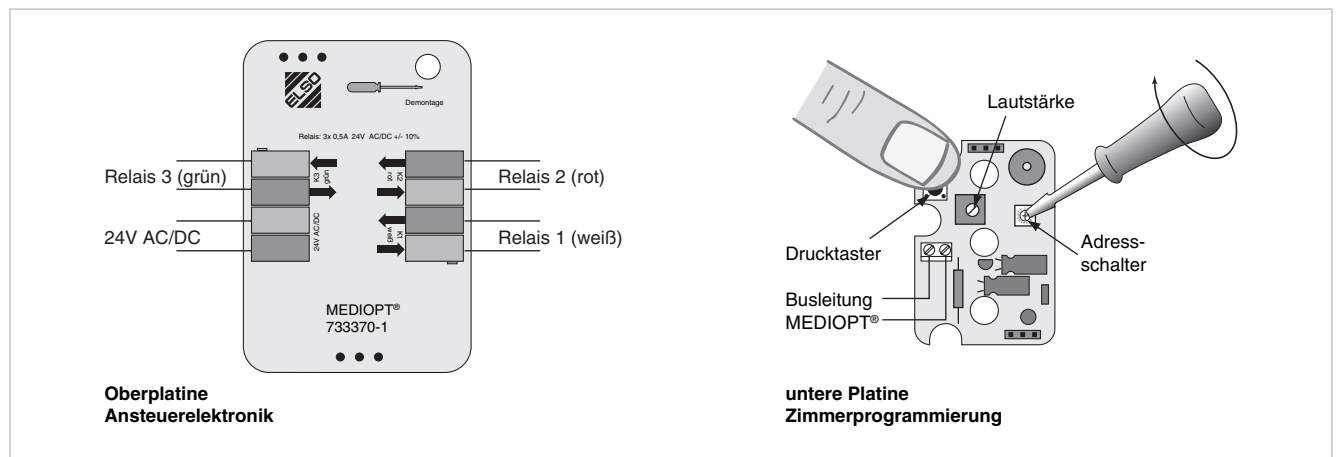 ELSO
Demontage
Relais: 3x 0,5A 24V AC/DC +/- 10%
Relais 3 (grün)
K3
grün
K2
rot
Relais 2 (rot)
24V AC/DC
24V AC/DC
K1
weiß
Relais 1 (weiß)
MEDIOPT®
733370-1
Oberplatine
Ansteuerelektronik
Lautstärke
Drucktaster
Adress-
schalter
Busleitung
MEDIOPT®
untere Platine
Zimmerprogrammierung